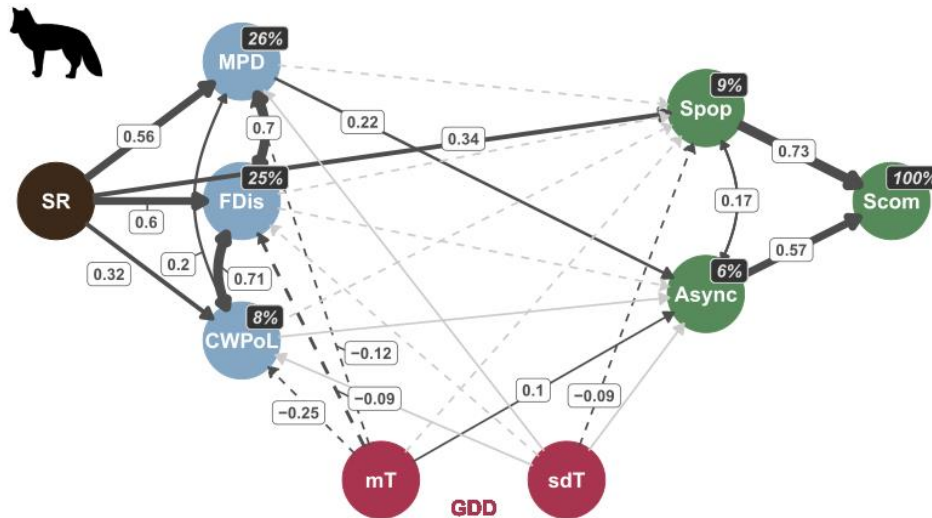 26%
MPD
9%
Spop
0.7
0.22
0.56
0.34
0.73
25%
100%
SR
FDis
Scom
0.6
0.17
0.32
0.2
0.71
6%
0.57
Async
8%
CWPoL
−0.12
0.1
−0.09
−0.09
−0.25
mT
sdT
GDD